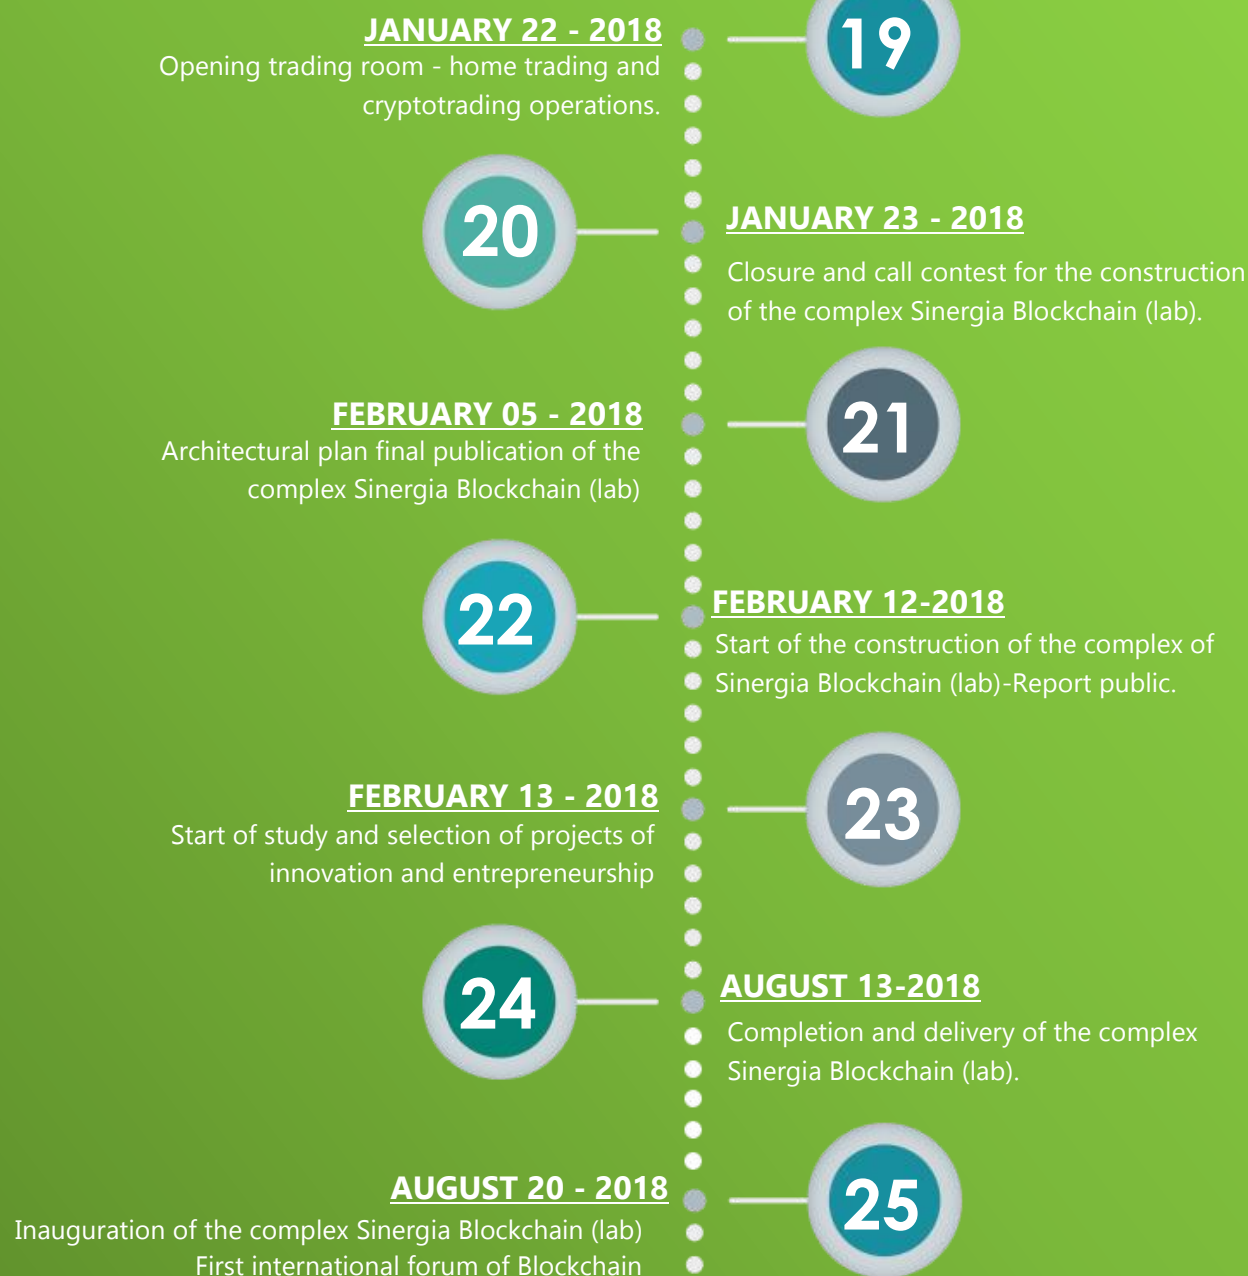 JANUARY 22 - 2018
Opening trading room - home trading and
cryptotrading operations.
19
20
JANUARY 23 - 2018
Closure and call contest for the construction
of the complex Sinergia Blockchain (lab).
FEBRUARY 05 - 2018
Architectural plan final publication of the
complex Sinergia Blockchain (lab)
21
22
FEBRUARY 12-2018
Start of the construction of the complex of
Sinergia Blockchain (lab)-Report public.
FEBRUARY 13 - 2018
Start of study and selection of projects of
innovation and entrepreneurship
23
24
AUGUST 13-2018
Completion and delivery of the complex
Sinergia Blockchain (lab).
AUGUST 20 - 2018
Inauguration of the complex Sinergia Blockchain (lab)
First international forum of Blockchain
25